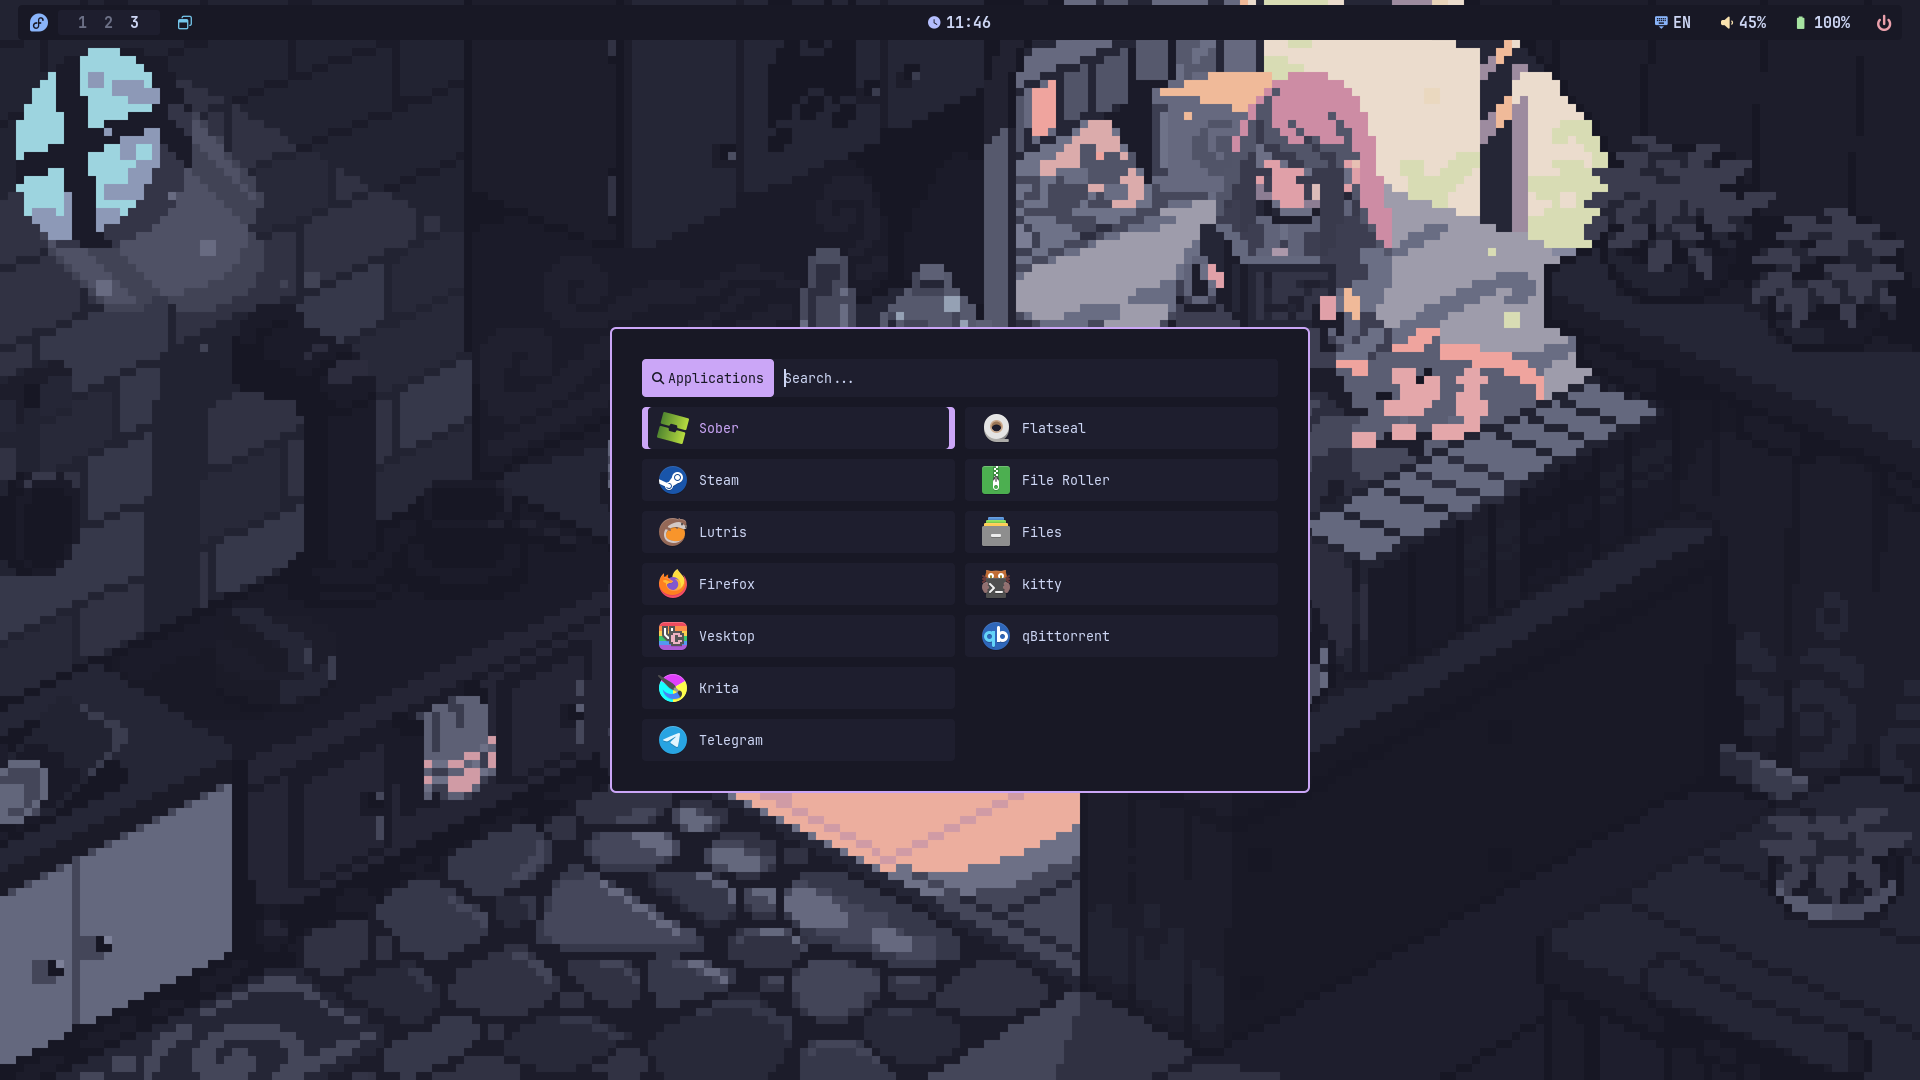 1 2 3
11:46
EN 45% 100%
Applications Search...
Sober Flatseal
Steam File Roller
Lutris Files
Firefox kitty
Vesktop qBittorrent
Krita
Telegram